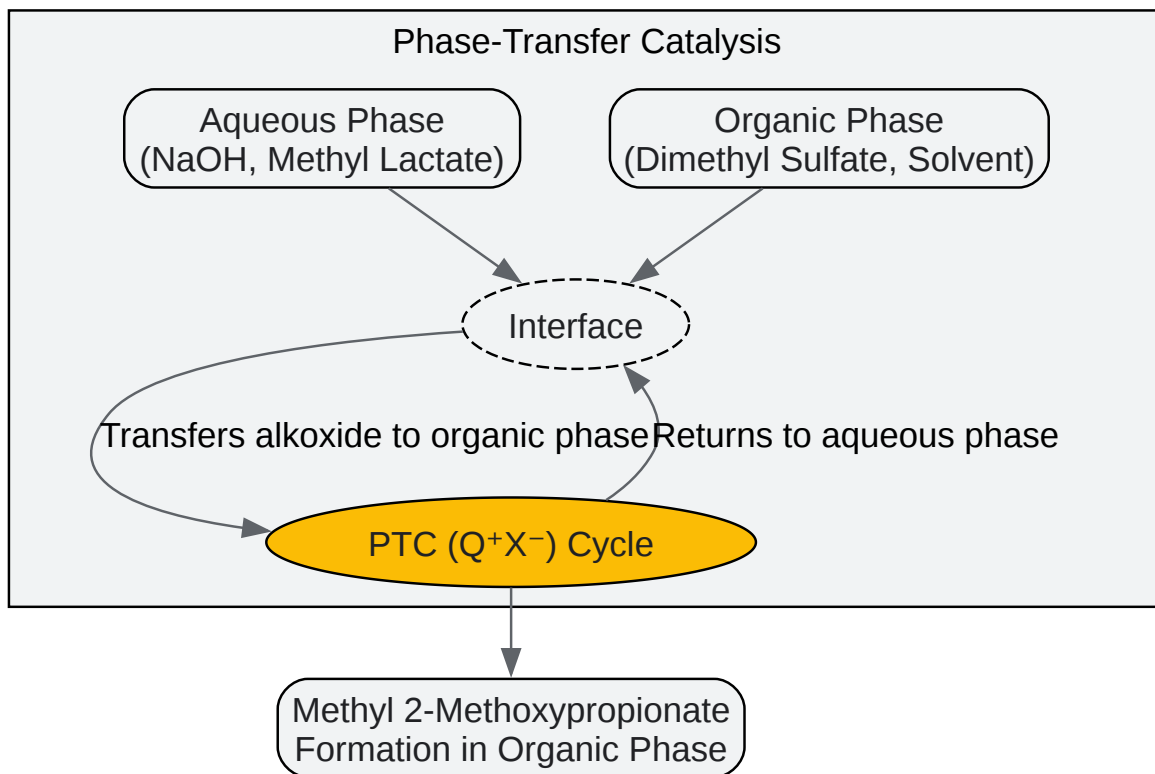 Phase-Transfer Catalysis
Aqueous Phase
(NaOH, Methyl Lactate)
Organic Phase
(Dimethyl Sulfate, Solvent)
Interface
Transfers alkoxide to organic phase
Returns to aqueous phase
PTC (Q⁺X⁻) Cycle
Methyl 2-Methoxypropionate
Formation in Organic Phase